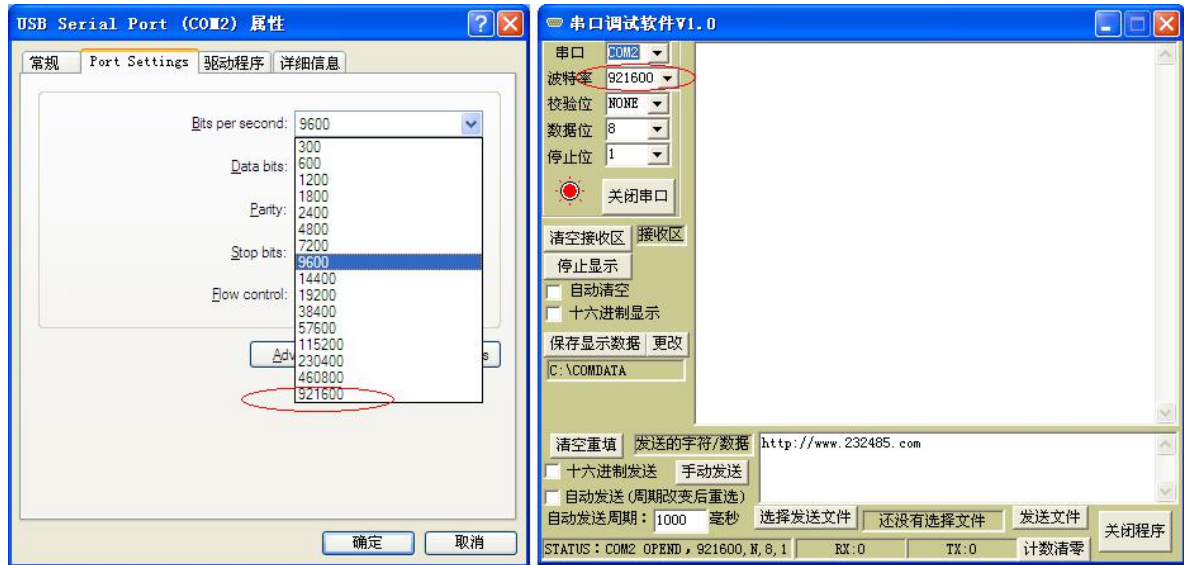 USB Serial Port (COM2) 属性
常规 Port Settings 驱动程序 详细信息
Bits per second: 9600
300
Data bits: 600
1200
1800
Parity: 2400
4800
Stop bits: 7200
9600
14400
Flow control: 19200
38400
57600
115200
230400
460800
921600
确定 取消
串口调试软件V1.0
串口 COM2
波特率 921600
校验位 NONE
数据位 8
停止位 1
关闭串口
清空接收区 接收区
停止显示
自动清空
十六进制显示
保存显示数据 更改
C:\COMDATA
清空重填 发送的字符/数据 http://www.232485.com
十六进制发送 手动发送
自动发送(周期改变后重选)
自动发送周期: 1000 毫秒 选择发送文件 还没有选择文件 发送文件 关闭程序
STATUS:COM2 OPEND,921600,N,8,1 RX:0 TX:0 计数清零